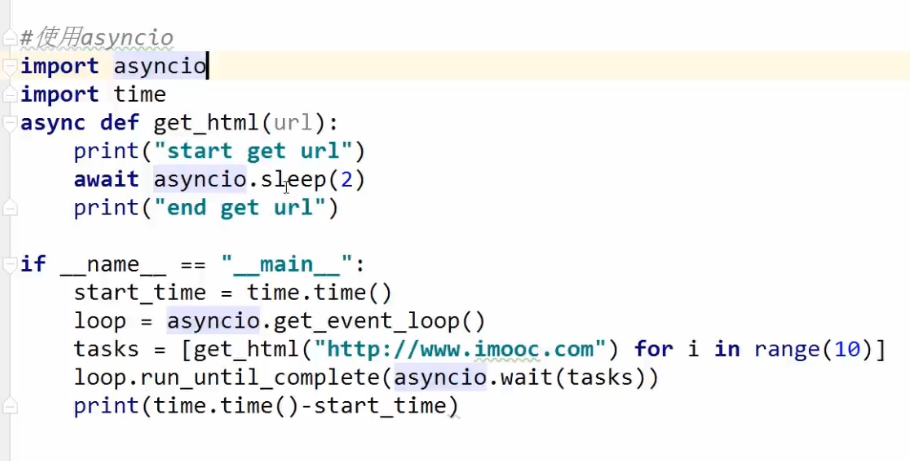 #使用asyncio
import asyncio
import time
async def get_html(url):
    print("start get url")
    await asyncio.sleep(2)
    print("end get url")

if __name__ == "__main__":
    start_time = time.time()
    loop = asyncio.get_event_loop()
    tasks = [get_html("http://www.imooc.com") for i in range(10)]
    loop.run_until_complete(asyncio.wait(tasks))
    print(time.time()-start_time)